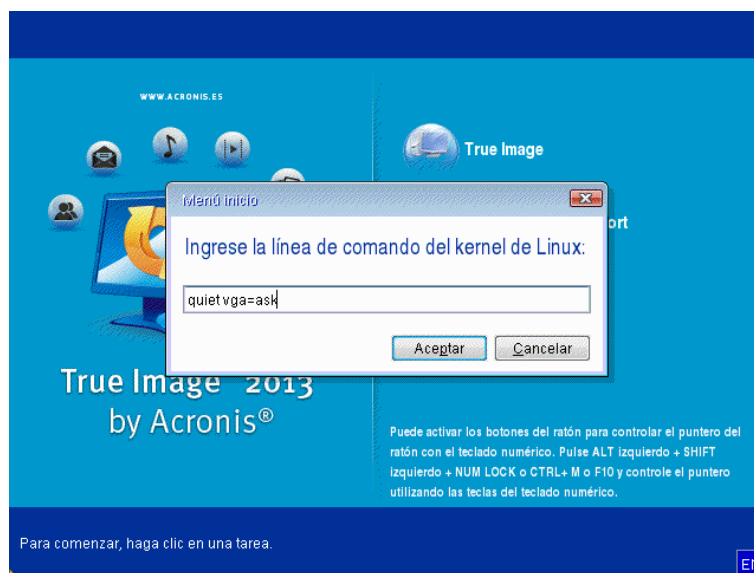 WWW.ACRONIS.ES
True Image
ort
Menú inicio
Ingrese la línea de comando del kernel de Linux:
quiet vga=ask
Aceptar
Cancelar
True Image 2013
by Acronis®
Puede activar los botones del ratón para controlar el puntero del
ratón con el teclado numérico. Pulse ALT izquierdo + SHIFT
izquierdo + NUM LOCK o CTRL+ M o F10 y controle el puntero
utilizando las teclas del teclado numérico.
Para comenzar, haga clic en una tarea.